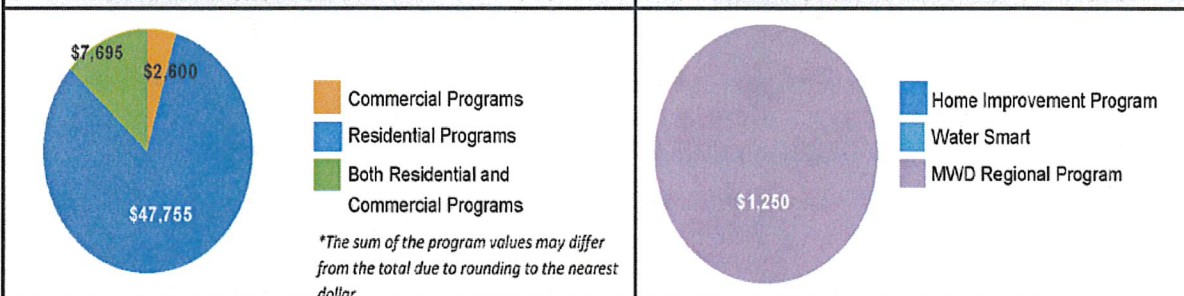 $7,695
$2,600
$47,755
Commercial Programs
Residential Programs
Both Residential and
Commercial Programs
*The sum of the program values may differ
from the total due to rounding to the nearest
dollar
$1,250
Home Improvement Program
Water Smart
MWD Regional Program